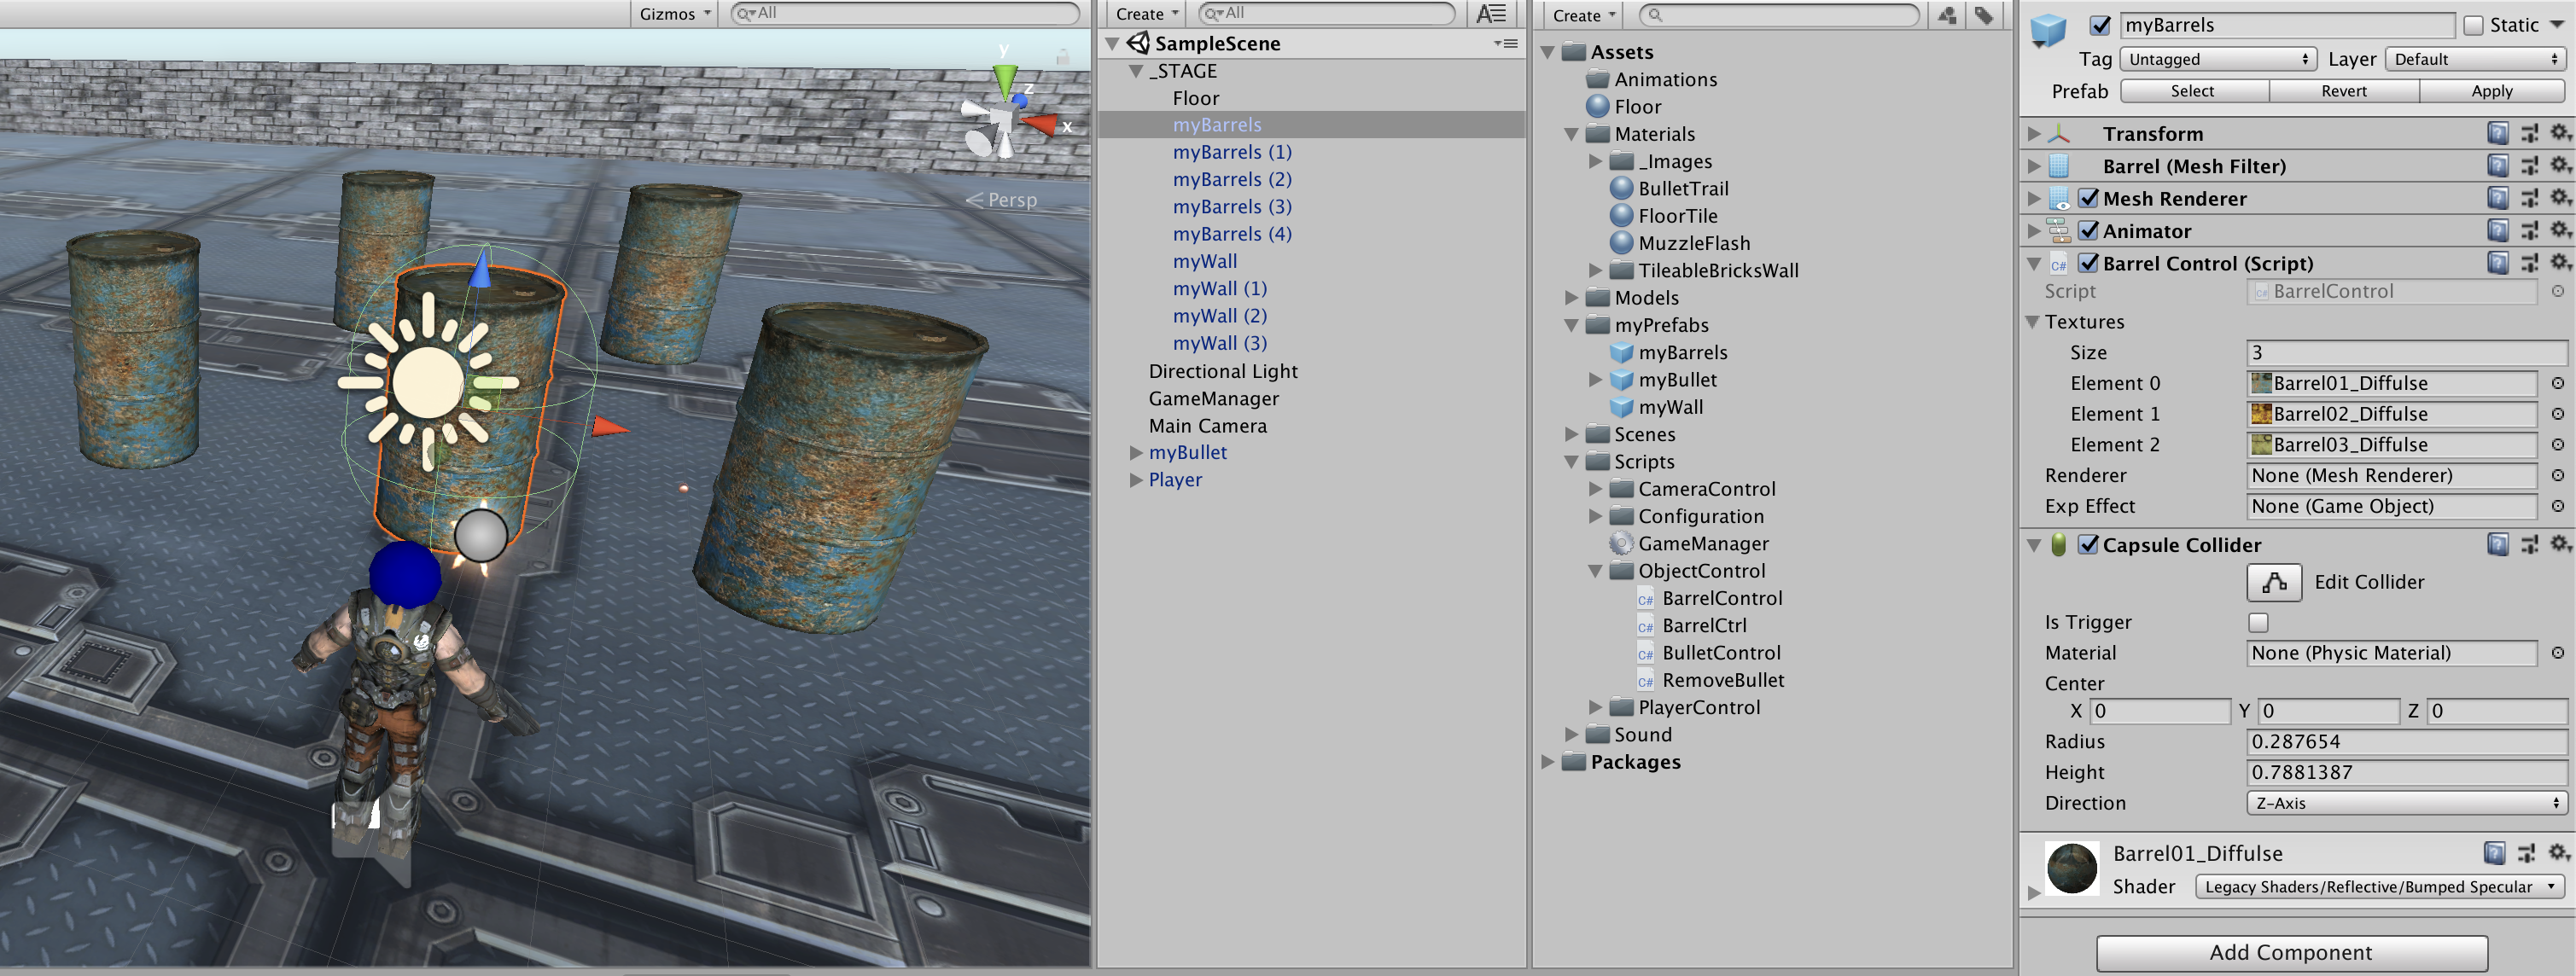 Gizmos
All
y
z
x
Persp
Create
All
SampleScene
_STAGE
Floor
myBarrels
myBarrels (1)
myBarrels (2)
myBarrels (3)
myBarrels (4)
myWall
myWall (1)
myWall (2)
myWall (3)
Directional Light
GameManager
Main Camera
myBullet
Player
Create
Assets
Animations
Floor
Materials
_Images
BulletTrail
FloorTile
MuzzleFlash
TileableBricksWall
Models
myPrefabs
myBarrels
myBullet
myWall
Scenes
Scripts
CameraControl
Configuration
GameManager
ObjectControl
C# BarrelControl
C# BarrelCtrl
C# BulletControl
C# RemoveBullet
PlayerControl
Sound
Packages
myBarrels Static
Tag Untagged Layer Default
Prefab Select Revert Apply
Transform
Barrel (Mesh Filter)
Mesh Renderer
Animator
C# Barrel Control (Script)
Script C# BarrelControl
Textures
Size 3
Element 0 Barrel01_Diffulse
Element 1 Barrel02_Diffulse
Element 2 Barrel03_Diffulse
Renderer None (Mesh Renderer)
Exp Effect None (Game Object)
Capsule Collider
Edit Collider
Is Trigger
Material None (Physic Material)
Center
X 0 Y 0 Z 0
Radius 0.287654
Height 0.7881387
Direction Z-Axis
Barrel01_Diffulse
Shader Legacy Shaders/Reflective/Bumped Specular
Add Component